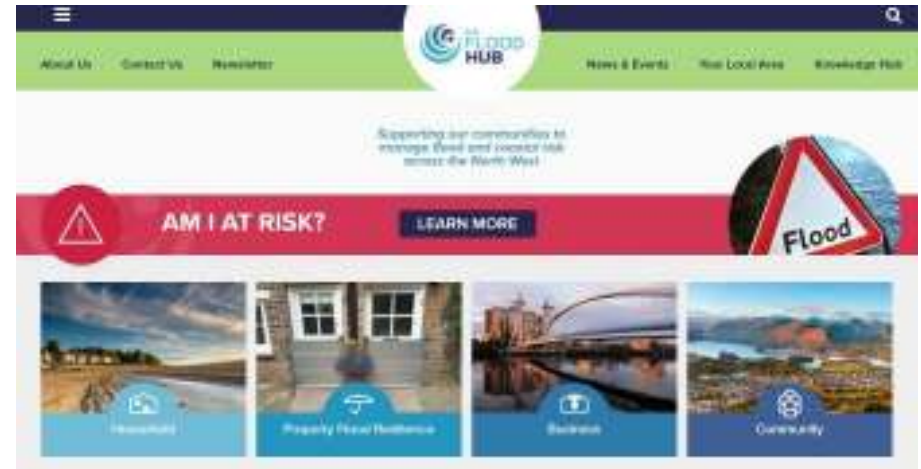 About Us
Contact Us
Newsletter
THE
FLOOD
HUB
News & Events
Your Local Area
Knowledge Hub
Supporting our communities to
manage flood and coastal risk
across the North West
AM I AT RISK?
LEARN MORE
Flood
Household
Property Flood Resilience
Business
Community